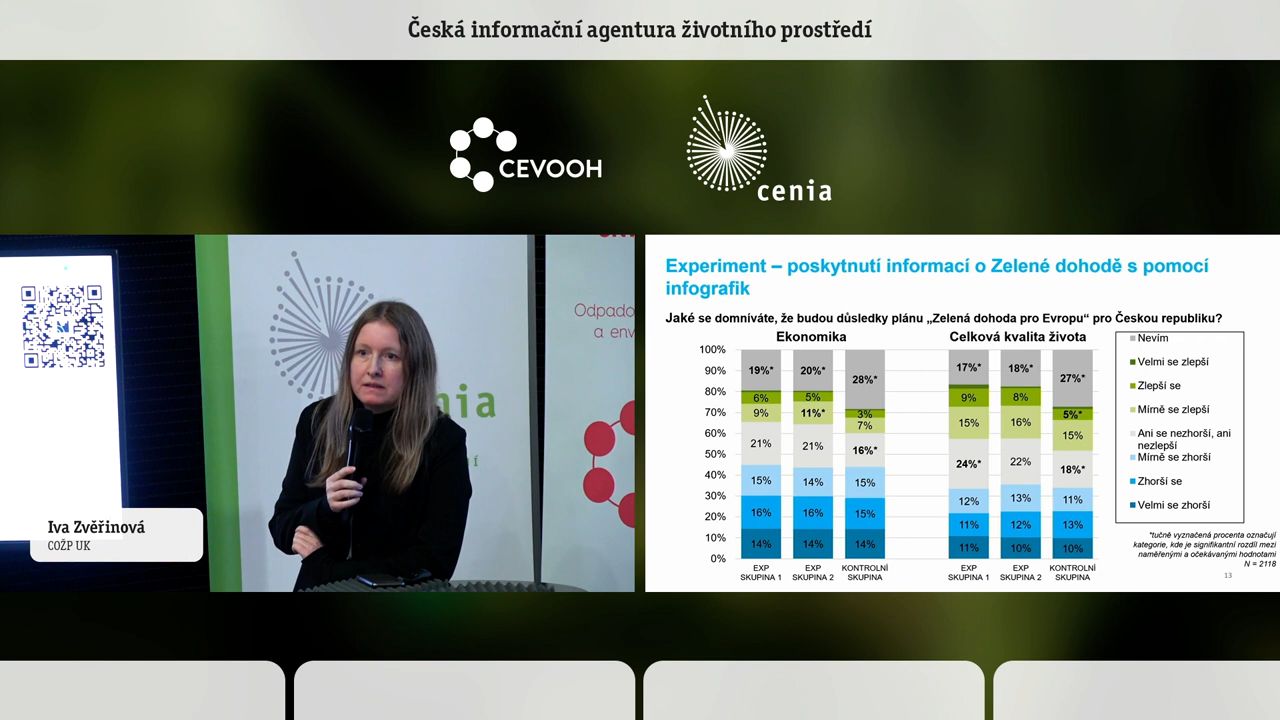 Česká informační agentura životního prostředí
CEVOOH
cenia
Odpado
a env
enia
Iva Zvěřinová
COŽP UK
Experiment – poskytnutí informací o Zelené dohodě s pomocí
infografik
Jaké se domníváte, že budou důsledky plánu „Zelená dohoda pro Evropu“ pro Českou republiku?
Ekonomika
Celková kvalita života
100%
90%
80%
70%
60%
50%
40%
30%
20%
10%
0%
19%*
6%
9%
21%
15%
16%
14%
20%*
5%
11%*
21%
14%
16%
14%
28%*
3%
7%
16%*
15%
15%
14%
17%*
9%
15%
24%*
12%
11%
11%
18%*
8%
16%
22%
13%
12%
10%
27%*
5%*
15%
18%*
11%
13%
10%
EXP
SKUPINA 1
EXP
SKUPINA 2
KONTROLNÍ
SKUPINA
EXP
SKUPINA 1
EXP
SKUPINA 2
KONTROLNÍ
SKUPINA
Nevím
Velmi se zlepší
Zlepší se
Mírně se zlepší
Ani se nezhorší, ani
nezlepší
Mírně se zhorší
Zhorší se
Velmi se zhorší
*tučně vyznačená procenta označují
kategorie, kde je signifikantní rozdíl mezi
naměřenými a očekávanými hodnotami
N = 2118
13